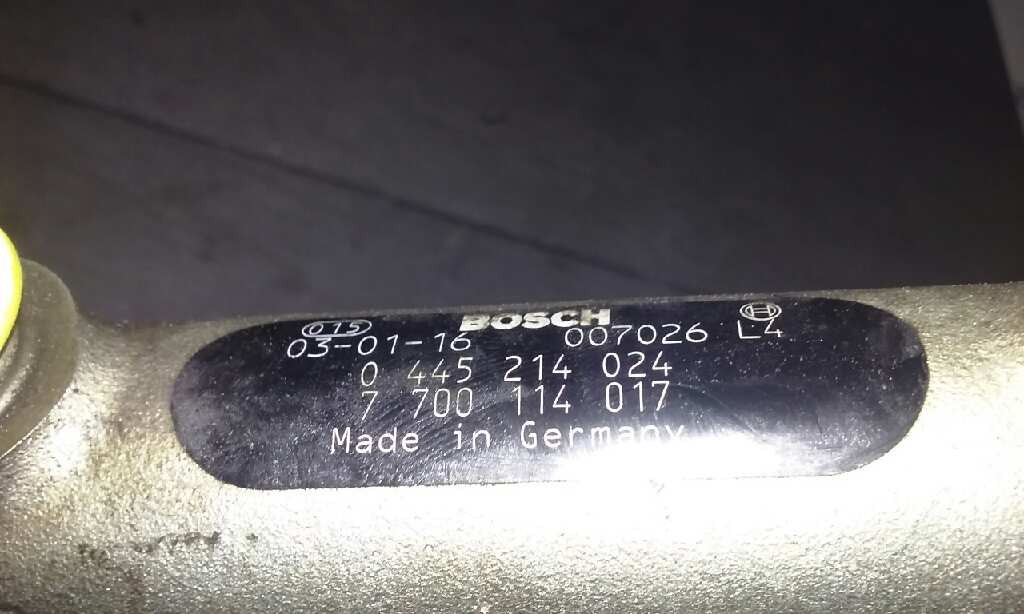 015 BOSCH
03-01-16 007026 L4
0 445 214 024
7 700 114 017
Made in Germany